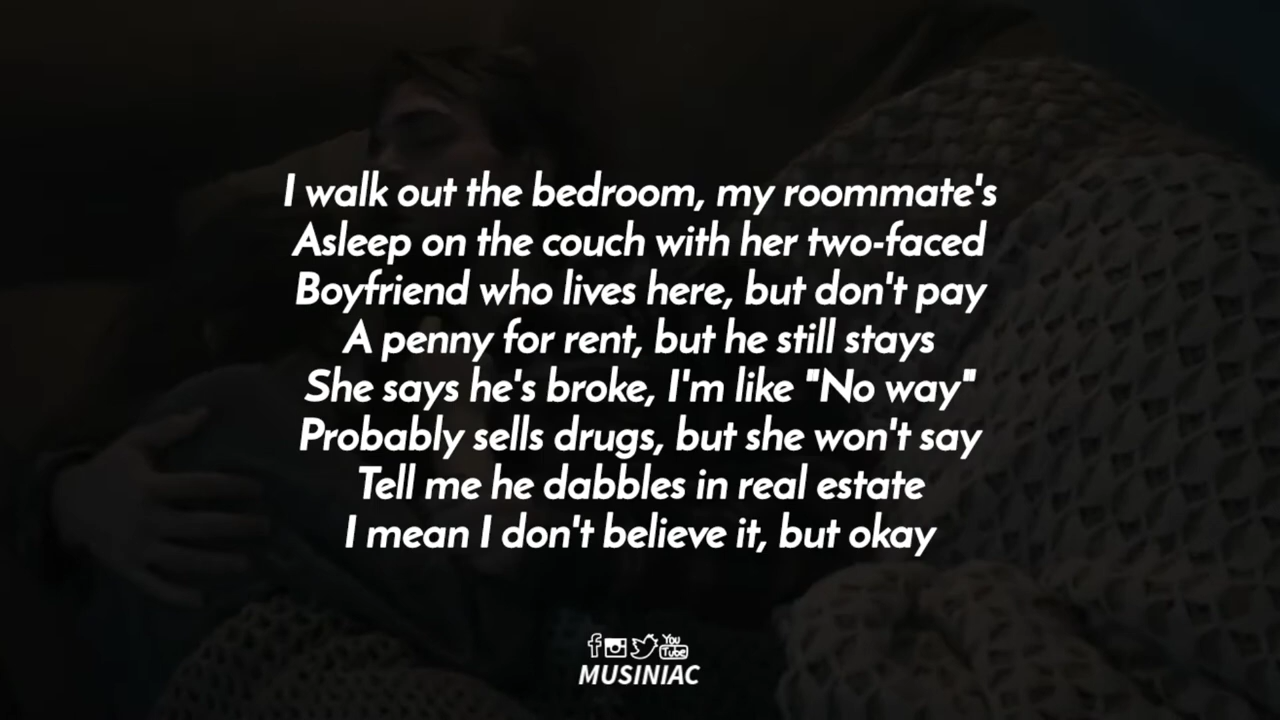 I walk out the bedroom, my roommate's
Asleep on the couch with her two-faced
Boyfriend who lives here, but don't pay
A penny for rent, but he still stays
She says he's broke, I'm like "No way"
Probably sells drugs, but she won't say
Tell me he dabbles in real estate
I mean I don't believe it, but okay
You Tube
MUSINIAC